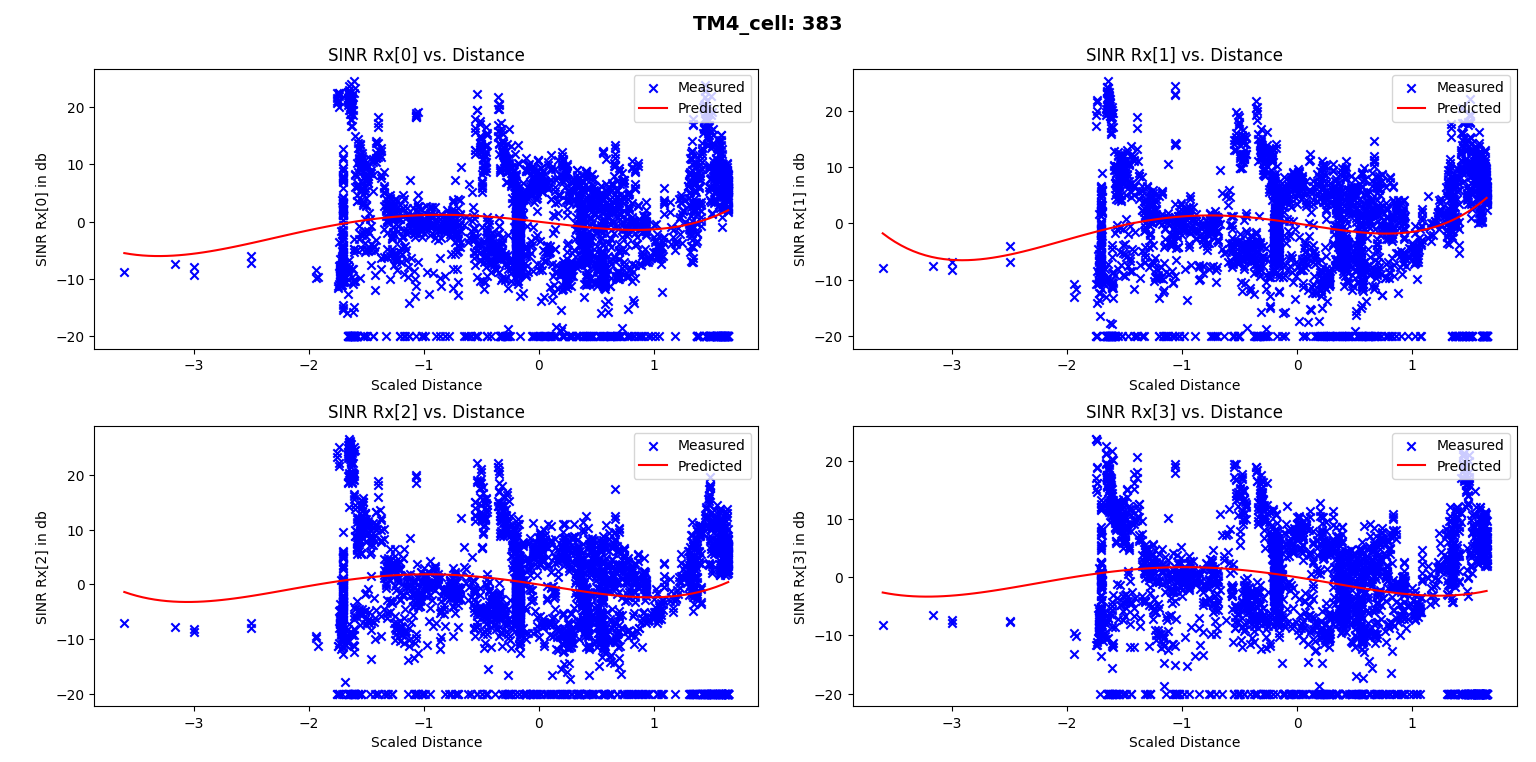 TM4_cell: 383
SINR Rx[0] vs. Distance
SINR Rx[0] in db
20
10
0
−10
−20
Measured
Predicted
−3
−2
−1
0
1
Scaled Distance
SINR Rx[1] vs. Distance
SINR Rx[1] in db
20
10
0
−10
−20
Measured
Predicted
−3
−2
−1
0
1
Scaled Distance
SINR Rx[2] vs. Distance
SINR Rx[2] in db
20
10
0
−10
−20
Measured
Predicted
−3
−2
−1
0
1
Scaled Distance
SINR Rx[3] vs. Distance
SINR Rx[3] in db
20
10
0
−10
−20
Measured
Predicted
−3
−2
−1
0
1
Scaled Distance